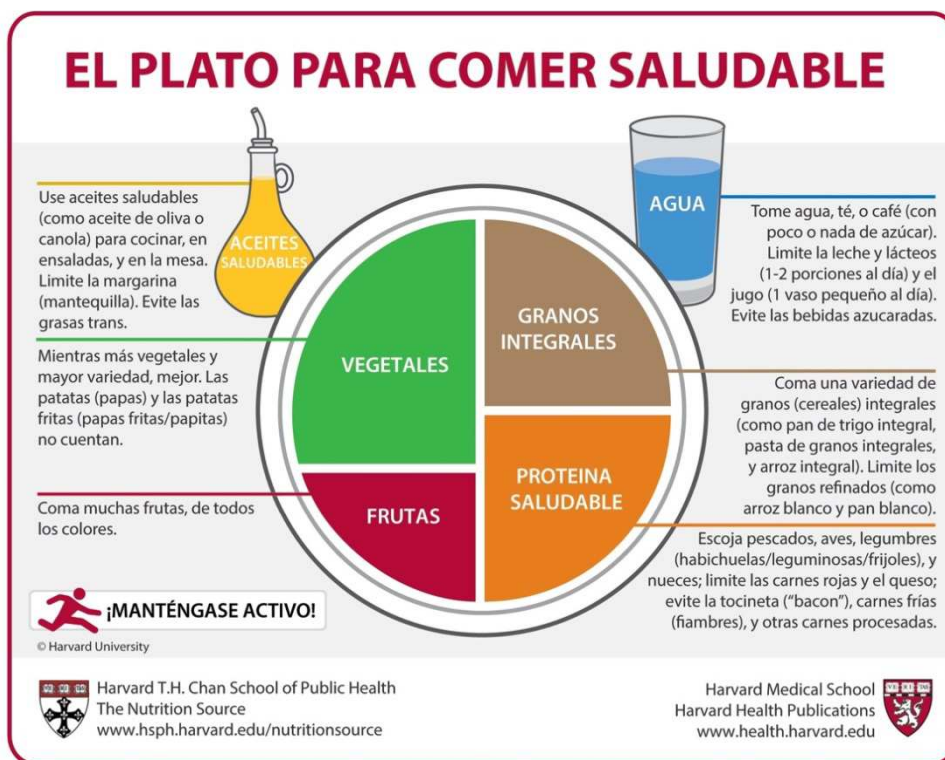 EL PLATO PARA COMER SALUDABLE
Use aceites saludables
(como aceite de oliva o
canola) para cocinar, en
ensaladas, y en la mesa.
Limite la margarina
(mantequilla). Evite las
grasas trans.
ACEITES
SALUDABLES
AGUA
Tome agua, té, o café (con
poco o nada de azúcar).
Limite la leche y lácteos
(1-2 porciones al día) y el
jugo (1 vaso pequeño al día).
Evite las bebidas azucaradas.
Mientras más vegetales y
mayor variedad, mejor. Las
patatas (papas) y las patatas
fritas (papas fritas/papitas)
no cuentan.
VEGETALES
GRANOS
INTEGRALES
Coma una variedad de
granos (cereales) integrales
(como pan de trigo integral,
pasta de granos integrales,
y arroz integral). Limite los
granos refinados (como
arroz blanco y pan blanco).
Coma muchas frutas, de todos
los colores.
FRUTAS
PROTEINA
SALUDABLE
Escoja pescados, aves, legumbres
(habichuelas/leguminosas/frijoles), y
nueces; limite las carnes rojas y el queso;
evite la tocineta (“bacon”), carnes frías
(fiambres), y otras carnes procesadas.
¡MANTÉNGASE ACTIVO!
© Harvard University
Harvard T.H. Chan School of Public Health
The Nutrition Source
www.hsph.harvard.edu/nutritionsource
Harvard Medical School
Harvard Health Publications
www.health.harvard.edu